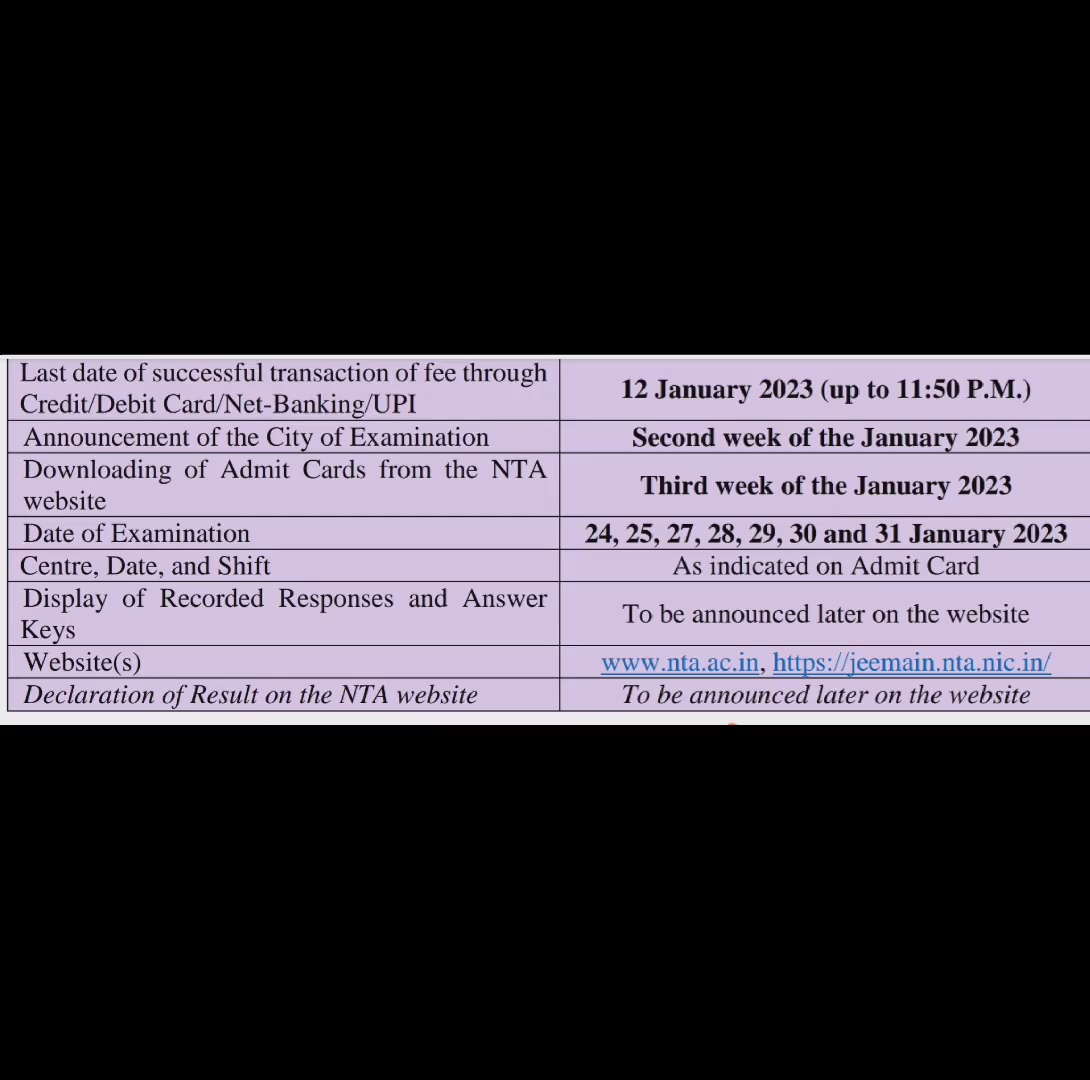 Last date of successful transaction of fee through
Credit/Debit Card/Net-Banking/UPI
12 January 2023 (up to 11:50 P.M.)
Announcement of the City of Examination
Second week of the January 2023
Downloading of Admit Cards from the NTA
website
Third week of the January 2023
Date of Examination
24, 25, 27, 28, 29, 30 and 31 January 2023
Centre, Date, and Shift
As indicated on Admit Card
Display of Recorded Responses and Answer
Keys
To be announced later on the website
Website(s)
www.nta.ac.in, https://jeemain.nta.nic.in/
Declaration of Result on the NTA website
To be announced later on the website